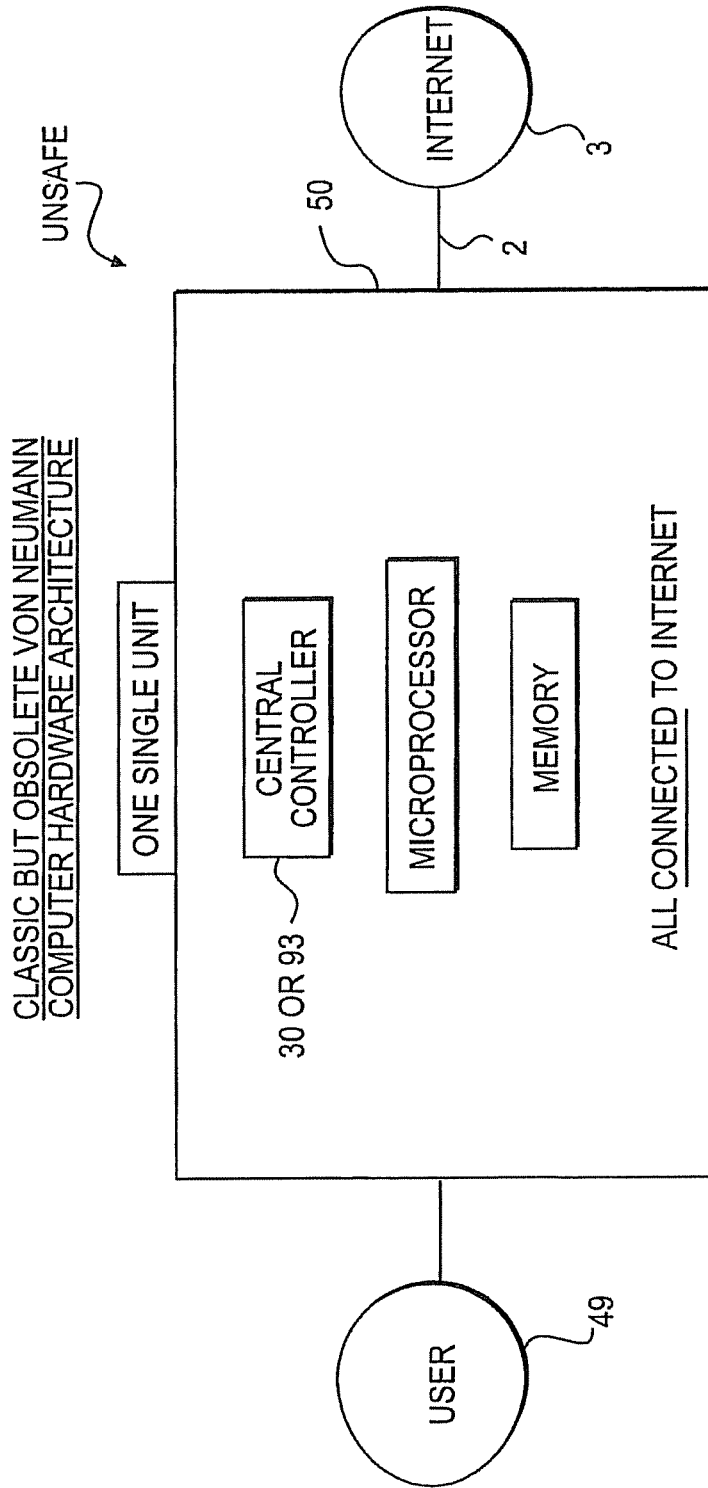 CLASSIC BUT OBSOLETE VON NEUMANN
COMPUTER HARDWARE ARCHITECTURE
UNSAFE
ONE SINGLE UNIT
50
CENTRAL
CONTROLLER
30 OR 93
MICROPROCESSOR
MEMORY
ALL CONNECTED TO INTERNET
USER
49
INTERNET
2
3